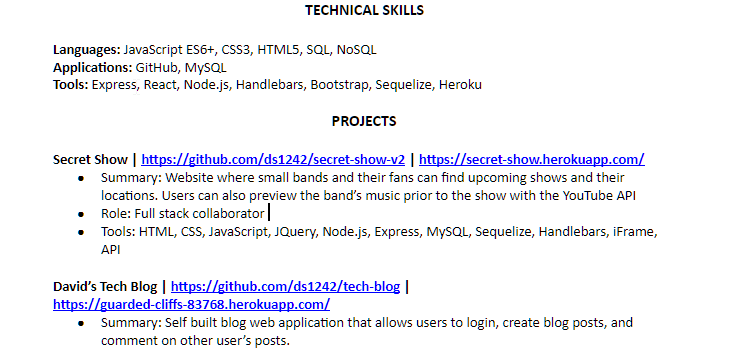 TECHNICAL SKILLS
Languages: JavaScript ES6+, CSS3, HTML5, SQL, NoSQL
Applications: GitHub, MySQL
Tools: Express, React, Node.js, Handlebars, Bootstrap, Sequelize, Heroku
PROJECTS
Secret Show | https://github.com/ds1242/secret-show-v2 | https://secret-show.herokuapp.com/
• Summary: Website where small bands and their fans can find upcoming shows and their
locations. Users can also preview the band’s music prior to the show with the YouTube API
• Role: Full stack collaborator
• Tools: HTML, CSS, JavaScript, JQuery, Node.js, Express, MySQL, Sequelize, Handlebars, iFrame,
API
David’s Tech Blog | https://github.com/ds1242/tech-blog |
https://guarded-cliffs-83768.herokuapp.com/
• Summary: Self built blog web application that allows users to login, create blog posts, and
comment on other user’s posts.